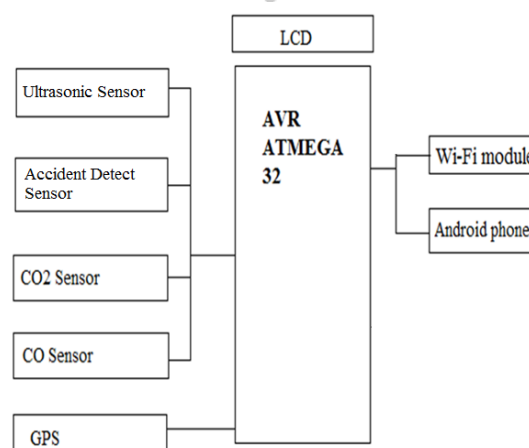 LCD
Ultrasonic Sensor
Accident Detect
Sensor
CO2 Sensor
CO Sensor
GPS
AVR
ATMEGA
32
Wi-Fi module
Android phone